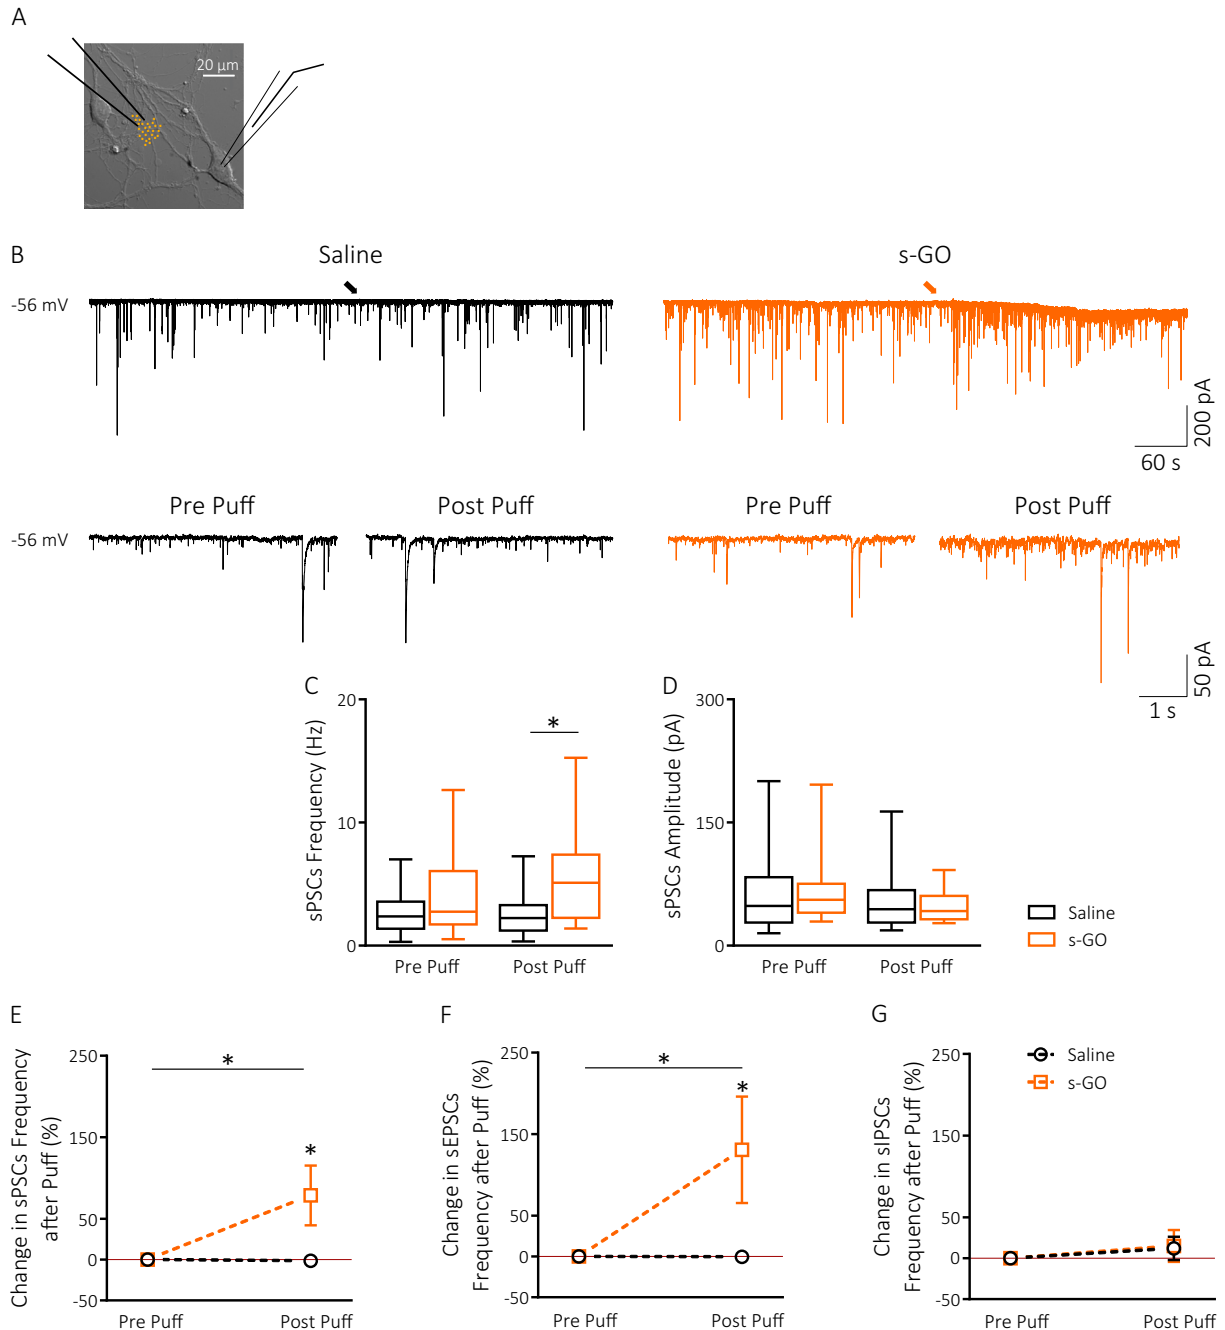 A
20 µm
B
Saline
s-GO
-56 mV
200 pA
60 s
Pre Puff
Post Puff
Pre Puff
Post Puff
-56 mV
50 pA
1 s
C
sPSCs Frequency (Hz)
20
10
0
*
Pre Puff
Post Puff
D
sPSCs Amplitude (pA)
300
150
0
Pre Puff
Post Puff
Saline
s-GO
E
Change in sPSCs Frequency
after Puff (%)
250
150
50
0
-50
*
*
Pre Puff
Post Puff
F
Change in sEPSCs
Frequency after Puff (%)
250
150
50
0
-50
*
*
Pre Puff
Post Puff
G
Change in sIPSCs
Frequency after Puff (%)
250
150
50
0
-50
Saline
s-GO
Pre Puff
Post Puff